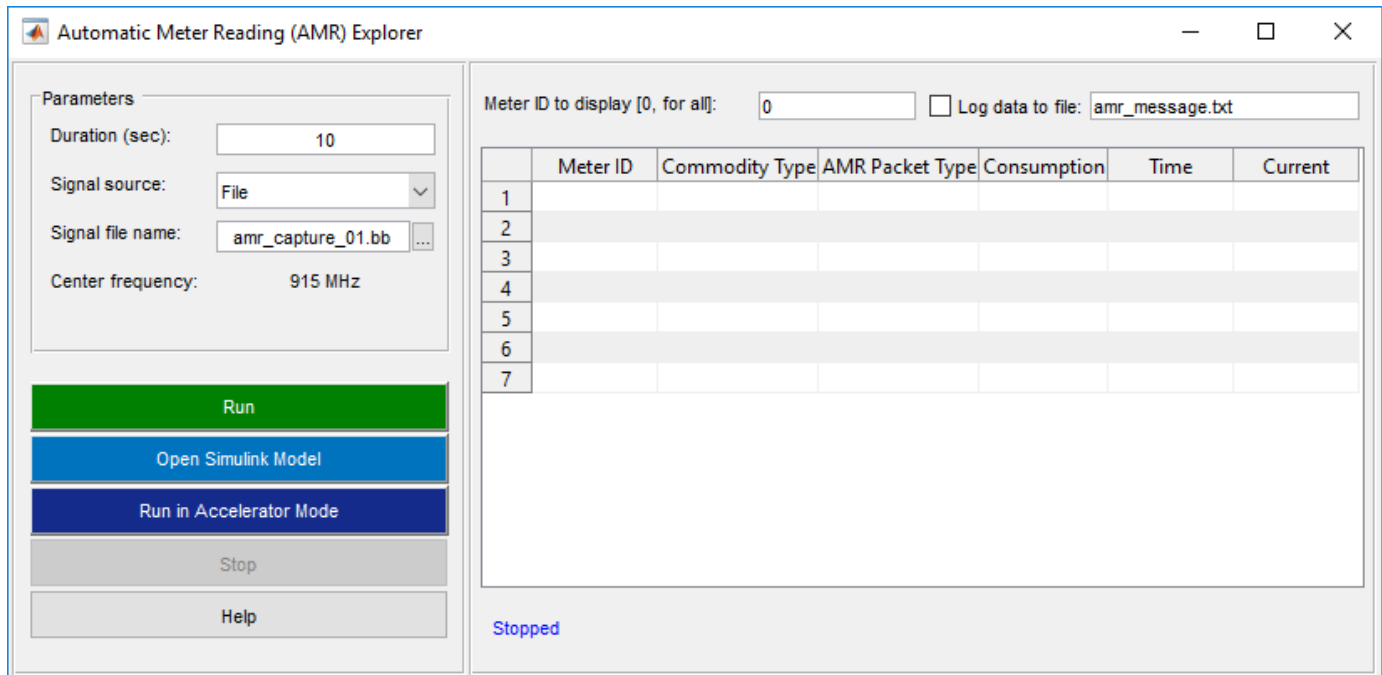 Automatic Meter Reading (AMR) Explorer
Parameters
Duration (sec): 10
Signal source: File
Signal file name: amr_capture_01.bb ...
Center frequency: 915 MHz
Run
Open Simulink Model
Run in Accelerator Mode
Stop
Help
Meter ID to display [0, for all]: 0 Log data to file: amr_message.txt
Meter ID Commodity Type AMR Packet Type Consumption Time Current
1
2
3
4
5
6
7
Stopped